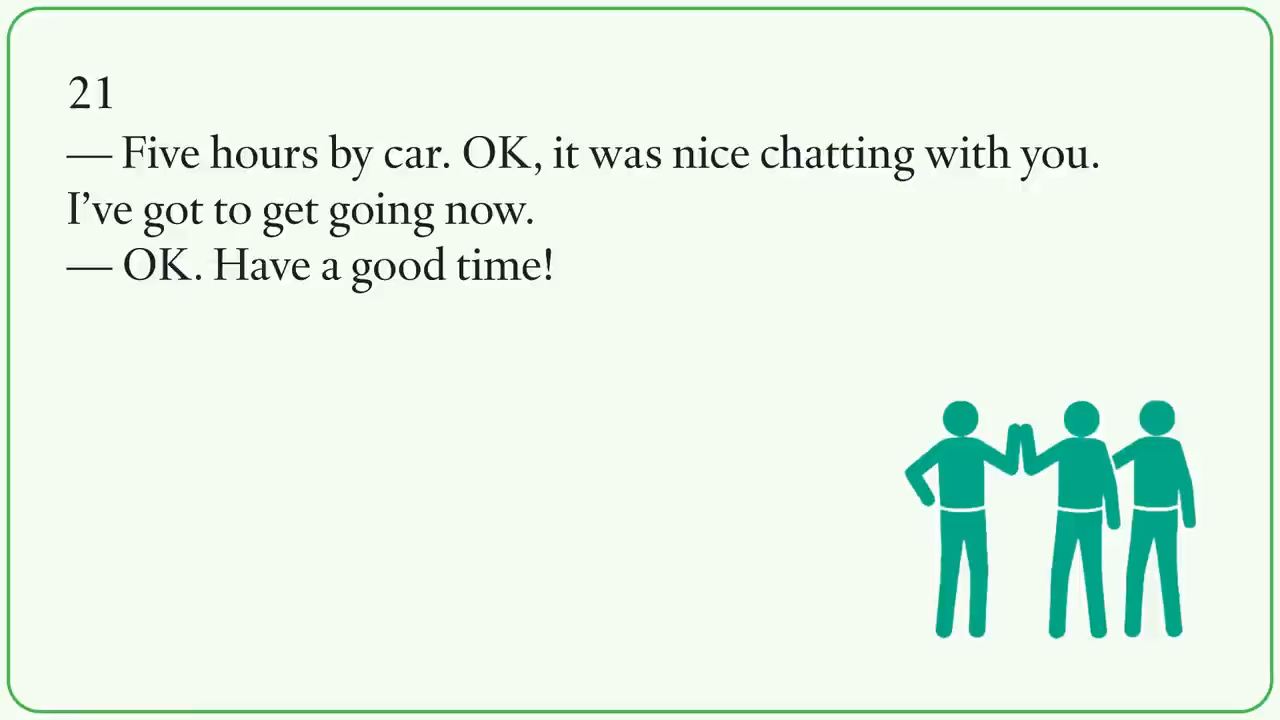 21
— Five hours by car. OK, it was nice chatting with you.
I’ve got to get going now.
— OK. Have a good time!